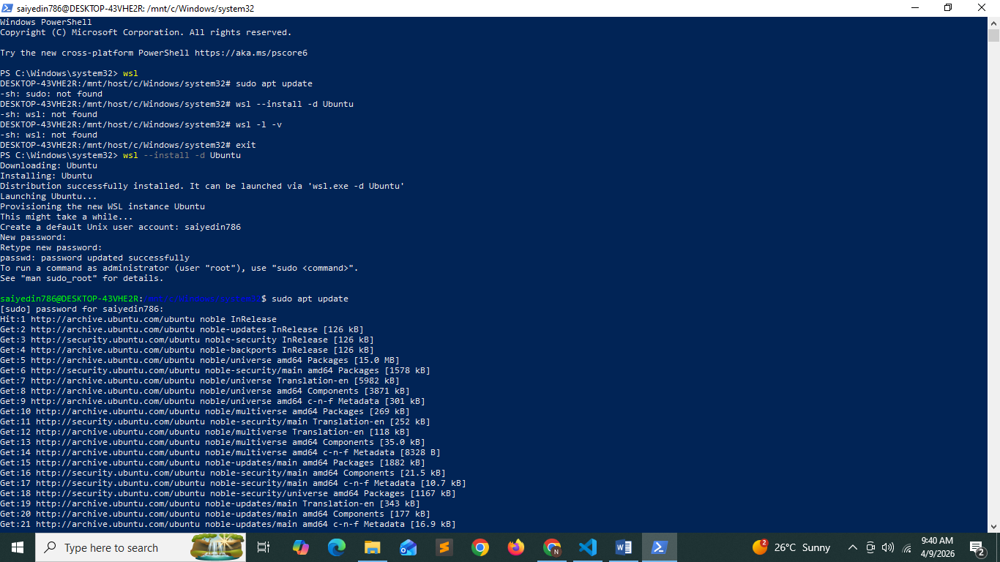 saiyedin786@DESKTOP-43VHE2R: /mnt/c/Windows/system32
Windows PowerShell
Copyright (C) Microsoft Corporation. All rights reserved.
Try the new cross-platform PowerShell https://aka.ms/pscore6
PS C:\Windows\system32> wsl
DESKTOP-43VHE2R:/mnt/host/c/Windows/system32# sudo apt update
-sh: sudo: not found
DESKTOP-43VHE2R:/mnt/host/c/Windows/system32# wsl --install -d Ubuntu
-sh: wsl: not found
DESKTOP-43VHE2R:/mnt/host/c/Windows/system32# wsl -l -v
-sh: wsl: not found
DESKTOP-43VHE2R:/mnt/host/c/Windows/system32# exit
PS C:\Windows\system32> wsl --install -d Ubuntu
Downloading: Ubuntu
Installing: Ubuntu
Distribution successfully installed. It can be launched via 'wsl.exe -d Ubuntu'
Launching Ubuntu...
Provisioning the new WSL instance Ubuntu
This might take a while...
Create a default Unix user account: saiyedin786
New password:
Retype new password:
passwd: password updated successfully
To run a command as administrator (user "root"), use "sudo <command>".
See "man sudo_root" for details.
saiyedin786@DESKTOP-43VHE2R:/mnt/c/Windows/system32$ sudo apt update
[sudo] password for saiyedin786:
Hit:1 http://archive.ubuntu.com/ubuntu noble InRelease
Get:2 http://archive.ubuntu.com/ubuntu noble-updates InRelease [126 kB]
Get:3 http://security.ubuntu.com/ubuntu noble-security InRelease [126 kB]
Get:4 http://archive.ubuntu.com/ubuntu noble-backports InRelease [126 kB]
Get:5 http://archive.ubuntu.com/ubuntu noble/universe amd64 Packages [15.0 MB]
Get:6 http://security.ubuntu.com/ubuntu noble-security/main amd64 Packages [1578 kB]
Get:7 http://archive.ubuntu.com/ubuntu noble/universe Translation-en [5982 kB]
Get:8 http://archive.ubuntu.com/ubuntu noble/universe amd64 Components [3871 kB]
Get:9 http://archive.ubuntu.com/ubuntu noble/universe amd64 c-n-f Metadata [301 kB]
Get:10 http://archive.ubuntu.com/ubuntu noble/multiverse amd64 Packages [269 kB]
Get:11 http://security.ubuntu.com/ubuntu noble-security/main Translation-en [252 kB]
Get:12 http://archive.ubuntu.com/ubuntu noble/multiverse Translation-en [118 kB]
Get:13 http://archive.ubuntu.com/ubuntu noble/multiverse amd64 Components [35.0 kB]
Get:14 http://archive.ubuntu.com/ubuntu noble/multiverse amd64 c-n-f Metadata [8328 B]
Get:15 http://archive.ubuntu.com/ubuntu noble-updates/main amd64 Packages [1882 kB]
Get:16 http://security.ubuntu.com/ubuntu noble-security/main amd64 Components [21.5 kB]
Get:17 http://security.ubuntu.com/ubuntu noble-security/main amd64 c-n-f Metadata [10.7 kB]
Get:18 http://security.ubuntu.com/ubuntu noble-security/universe amd64 Packages [1167 kB]
Get:19 http://archive.ubuntu.com/ubuntu noble-updates/main Translation-en [343 kB]
Get:20 http://archive.ubuntu.com/ubuntu noble-updates/main amd64 Components [177 kB]
Get:21 http://archive.ubuntu.com/ubuntu noble-updates/main amd64 c-n-f Metadata [16.9 kB]
Type here to search
N
2
26°C Sunny
9:40 AM
4/9/2026
2